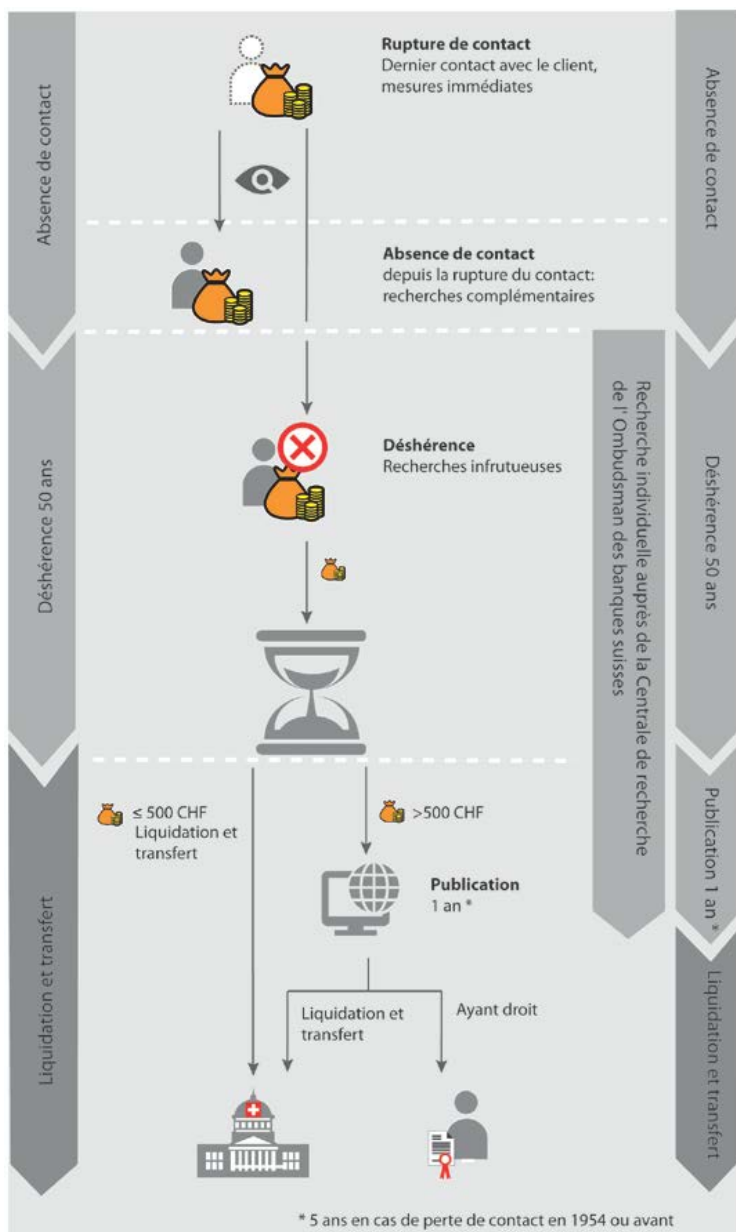 Absence de contact
Déshérence 50 ans
Liquidation et transfert
Rupture de contact
Dernier contact avec le client,
mesures immédiates
Absence de contact
depuis la rupture du contact:
recherches complémentaires
Déshérence
Recherches infrutueuses
≤ 500 CHF
Liquidation et
transfert
>500 CHF
Publication
1 an *
Liquidation et
transfert
Ayant droit
Recherche individuelle auprès de la Centrale de recherche
de l' Ombudsman des banques suisses
Absence de contact
Déshérence 50 ans
Publication 1 an *
Liquidation et transfert
* 5 ans en cas de perte de contact en 1954 ou avant